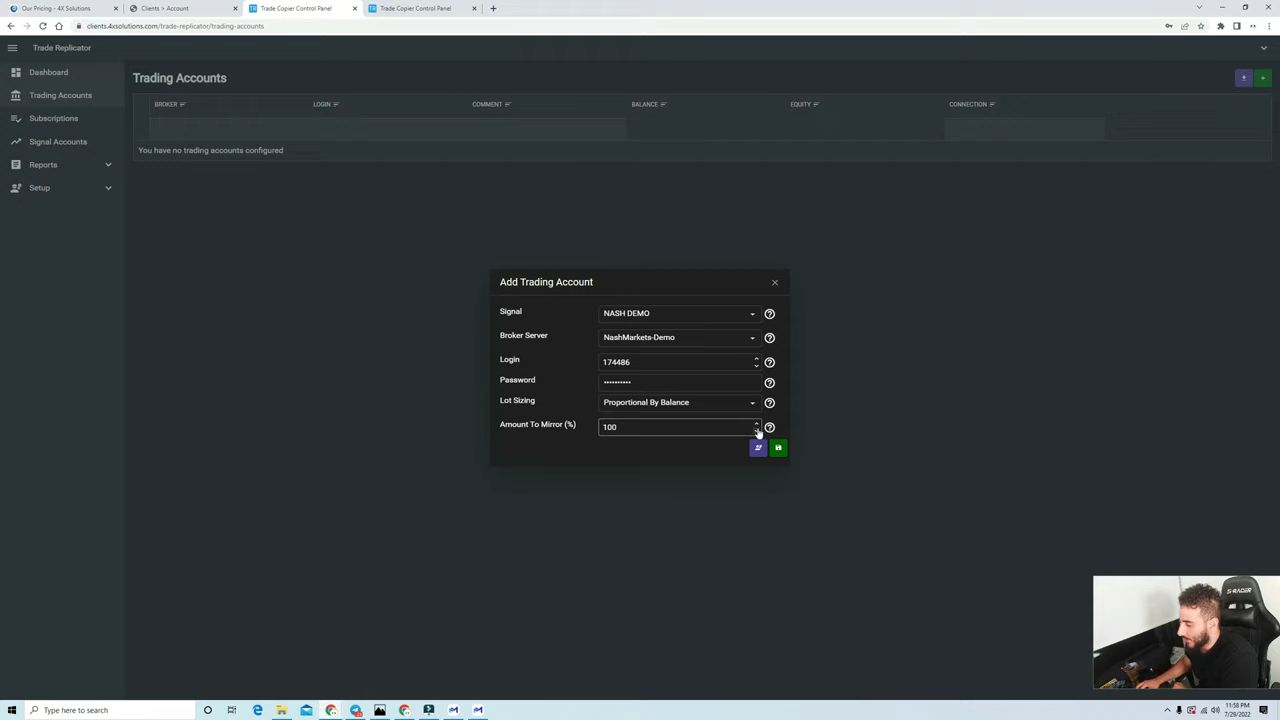 Our Pricing - 4X Solutions
Clients > Account
Trade Copier Control Panel
Trade Copier Control Panel
clients.4xsolutions.com/trade-replicator/trading-accounts
Trade Replicator
Dashboard
Trading Accounts
Subscriptions
Signal Accounts
Reports
Setup
Trading Accounts
BROKER LOGIN COMMENT BALANCE EQUITY CONNECTION
You have no trading accounts configured
Add Trading Account
Signal NASH DEMO
Broker Server NashMarkets-Demo
Login 174486
Password ••••••••••
Lot Sizing Proportional By Balance
Amount To Mirror (%) 100
S-RACER
Type here to search
11:58 PM
7/29/2022